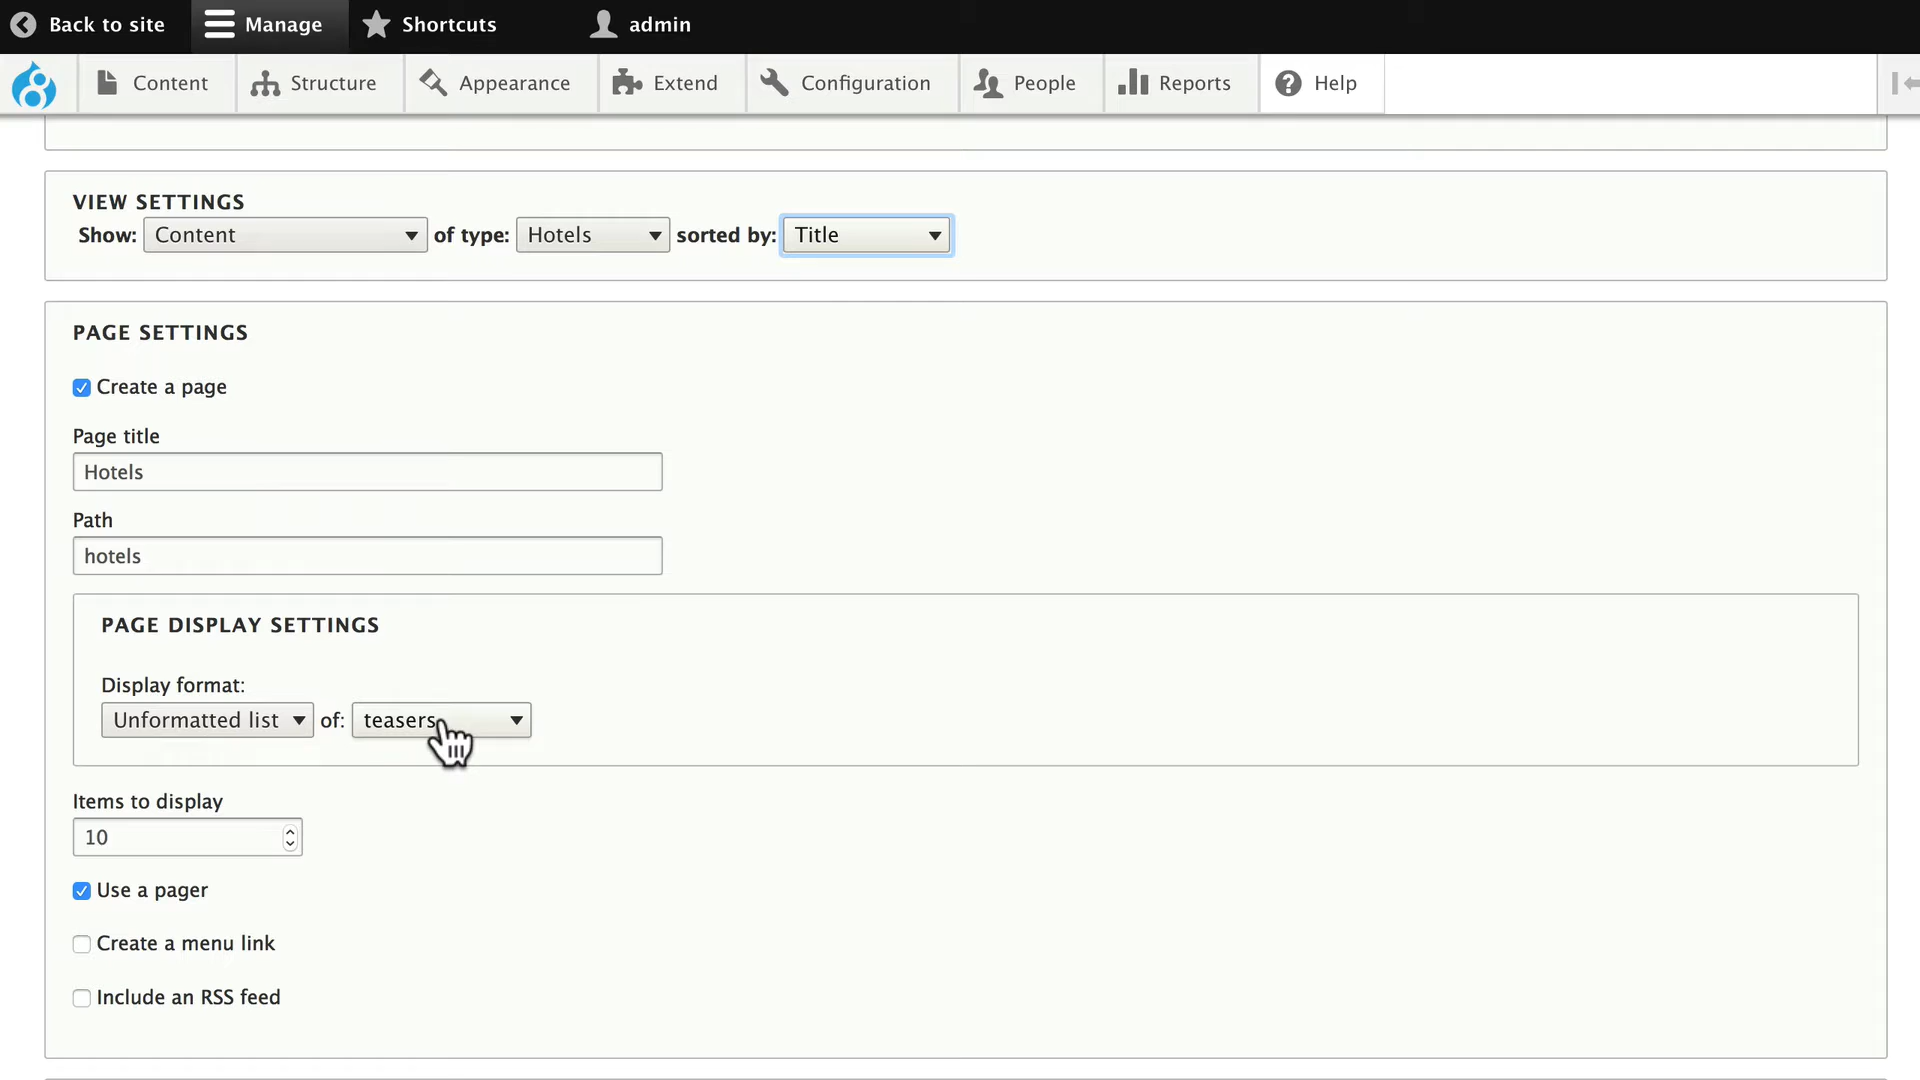 Back to site Manage Shortcuts admin
Content Structure Appearance Extend Configuration People Reports Help
VIEW SETTINGS
Show: Content of type: Hotels sorted by: Title
PAGE SETTINGS
Create a page
Page title
Hotels
Path
hotels
PAGE DISPLAY SETTINGS
Display format:
Unformatted list of: teasers
Items to display
10
Use a pager
Create a menu link
Include an RSS feed